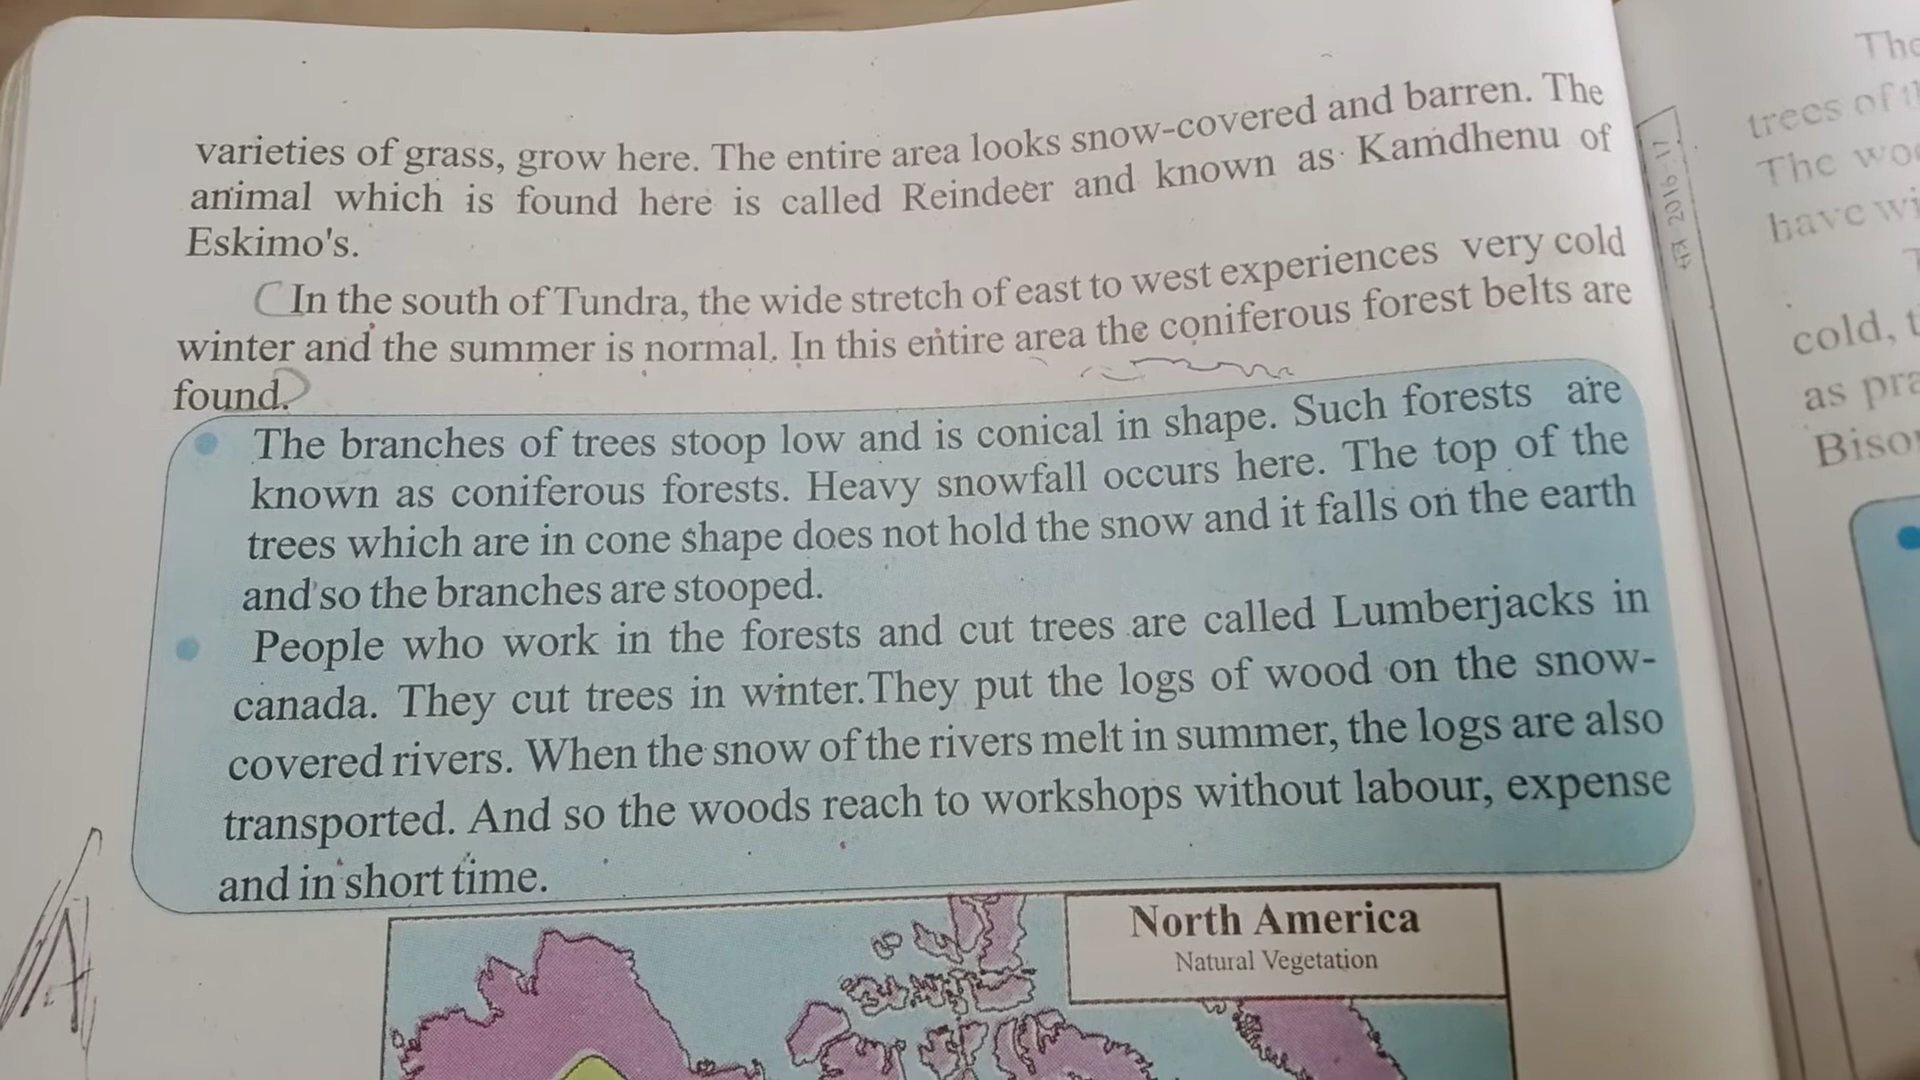 varieties of grass, grow here. The entire area looks snow-covered and barren. The
animal which is found here is called Reindeer and known as Kamdhenu of
Eskimo's.
In the south of Tundra, the wide stretch of east to west experiences very cold
winter and the summer is normal. In this entire area the coniferous forest belts are
found.
The branches of trees stoop low and is conical in shape. Such forests are
known as coniferous forests. Heavy snowfall occurs here. The top of the
trees which are in cone shape does not hold the snow and it falls on the earth
and so the branches are stooped.
People who work in the forests and cut trees are called Lumberjacks in
canada. They cut trees in winter.They put the logs of wood on the snow-
covered rivers. When the snow of the rivers melt in summer, the logs are also
transported. And so the woods reach to workshops without labour, expense
and in short time.
North America
Natural Vegetation
trees of
The
have
cold,
as